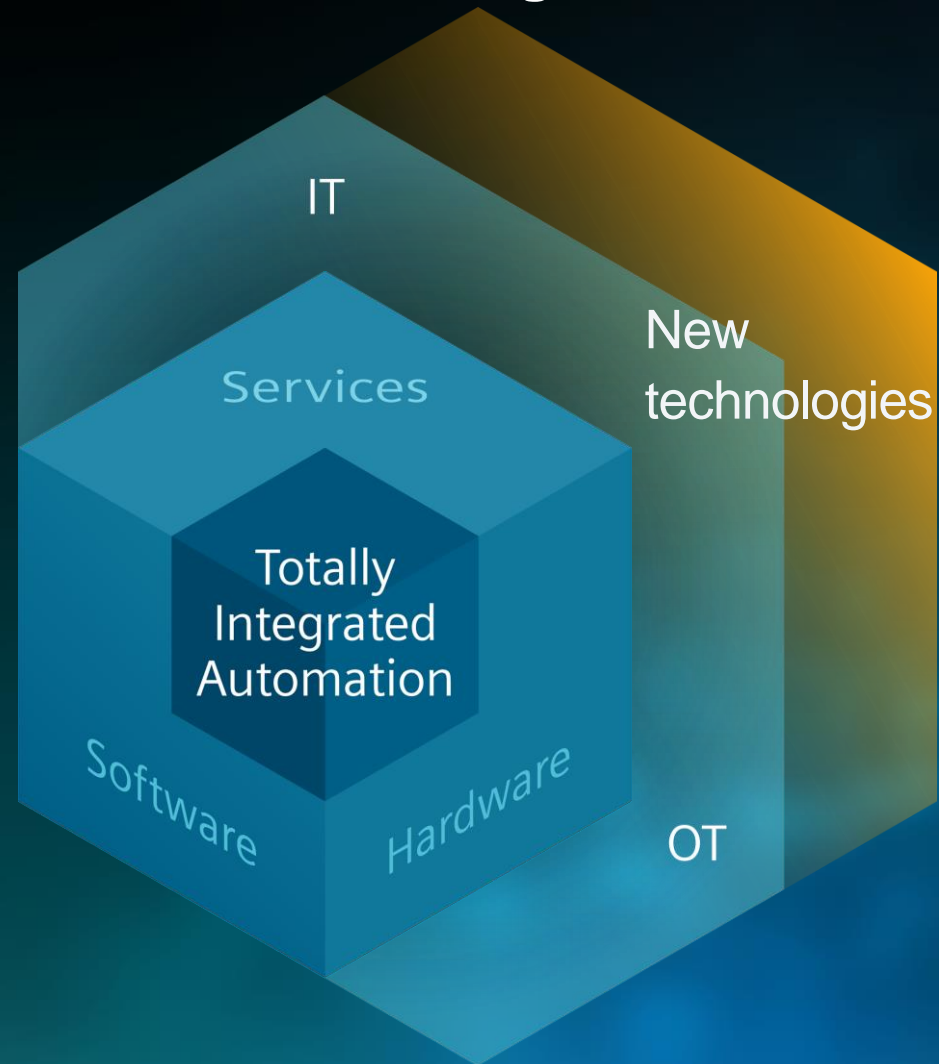 IT
New
technologies
Services
Totally
Integrated
Automation
Software
Hardware
OT